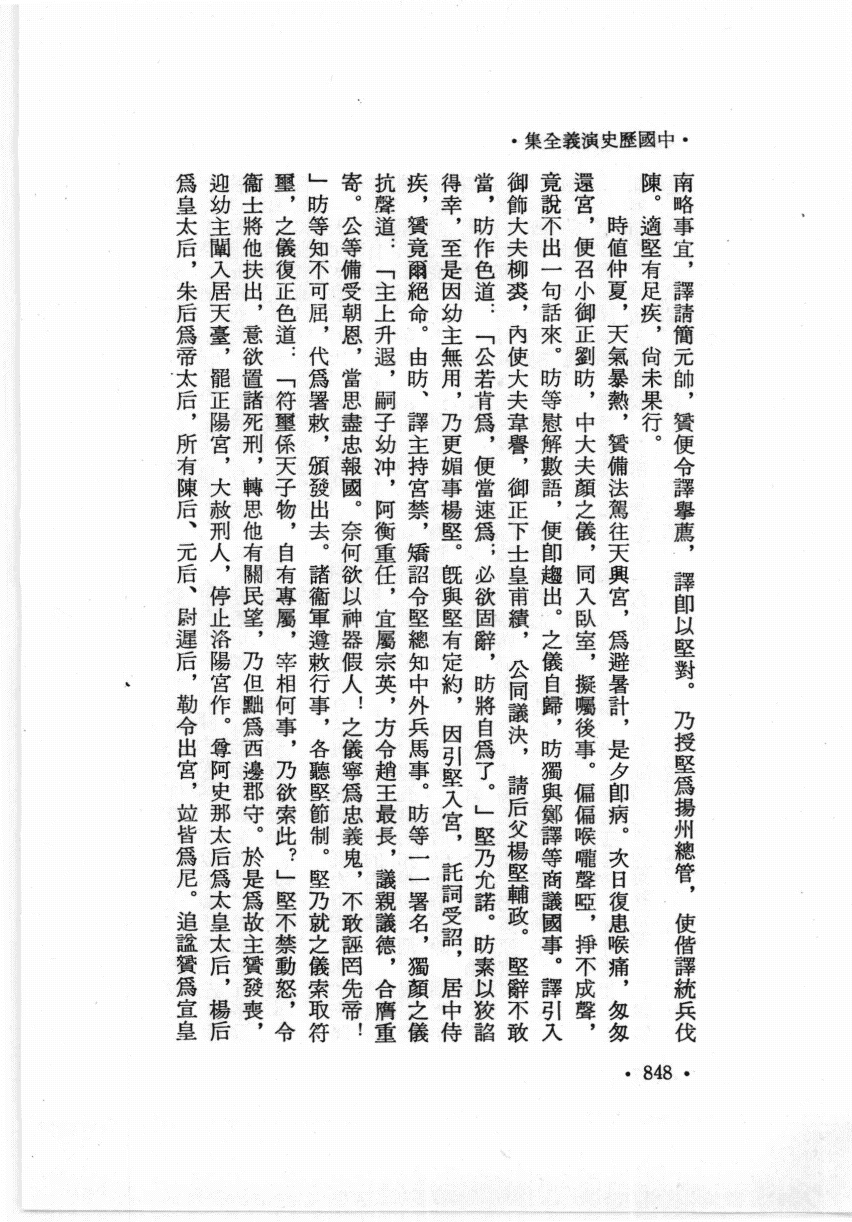 ·中國歷史演義全集·
南略事宜，譯請簡元帥，贇便令譯舉薦，譯卽以堅對。乃授堅爲揚州總管，使偕譯統兵伐
陳。適堅有足疾，尙未果行。
時値仲夏，天氣暴熱，贇備法駕往天興宮，爲避暑計，是夕卽病。次日復患喉痛，匆匆
還宮，便召小御正劉昉，中大夫顏之儀，同入臥室，擬囑後事。偏偏喉嚨聲啞，掙不成聲，
竟說不出一句話來。昉等慰解數語，便卽趨出。之儀自歸，昉獨與鄭譯等商議國事。譯引入
御飾大夫柳裘，內使大夫韋謩，御正下士皇甫績，公同議決，請后父楊堅輔政。堅辭不敢
當，昉作色道：「公若肯爲，便當速爲；必欲固辭，昉將自爲了。」堅乃允諾。昉素以狡諂
得幸，至是因幼主無用，乃更媚事楊堅。旣與堅有定約，因引堅入宮，託詞受詔，居中侍
疾，贇竟爾絕命。由昉、譯主持宮禁，矯詔令堅總知中外兵馬事。昉等一一署名，獨顏之儀
抗聲道：「主上升遐，嗣子幼冲，阿衡重任，宜屬宗英，方今趙王最長，議親議德，合膺重
寄。公等備受朝恩，當思盡忠報國。奈何欲以神器假人！之儀寧爲忠義鬼，不敢誣罔先帝！
」昉等知不可屈，代爲署敕，頒發出去。諸衞軍遵敕行事，各聽堅節制。堅乃就之儀索取符
璽，之儀復正色道：「符璽係天子物，自有專屬，宰相何事，乃欲索此？」堅不禁動怒，令
衞士將他扶出，意欲置諸死刑，轉思他有關民望，乃但黜爲西邊郡守。於是爲故主贇發喪，
迎幼主闡入居天臺，罷正陽宮，大赦刑人，停止洛陽宮作。尊阿史那太后爲太皇太后，楊后
爲皇太后，朱后爲帝太后，所有陳后、元后、尉遲后，勒令出宮，竝皆爲尼。追諡贇爲宣皇
·848·